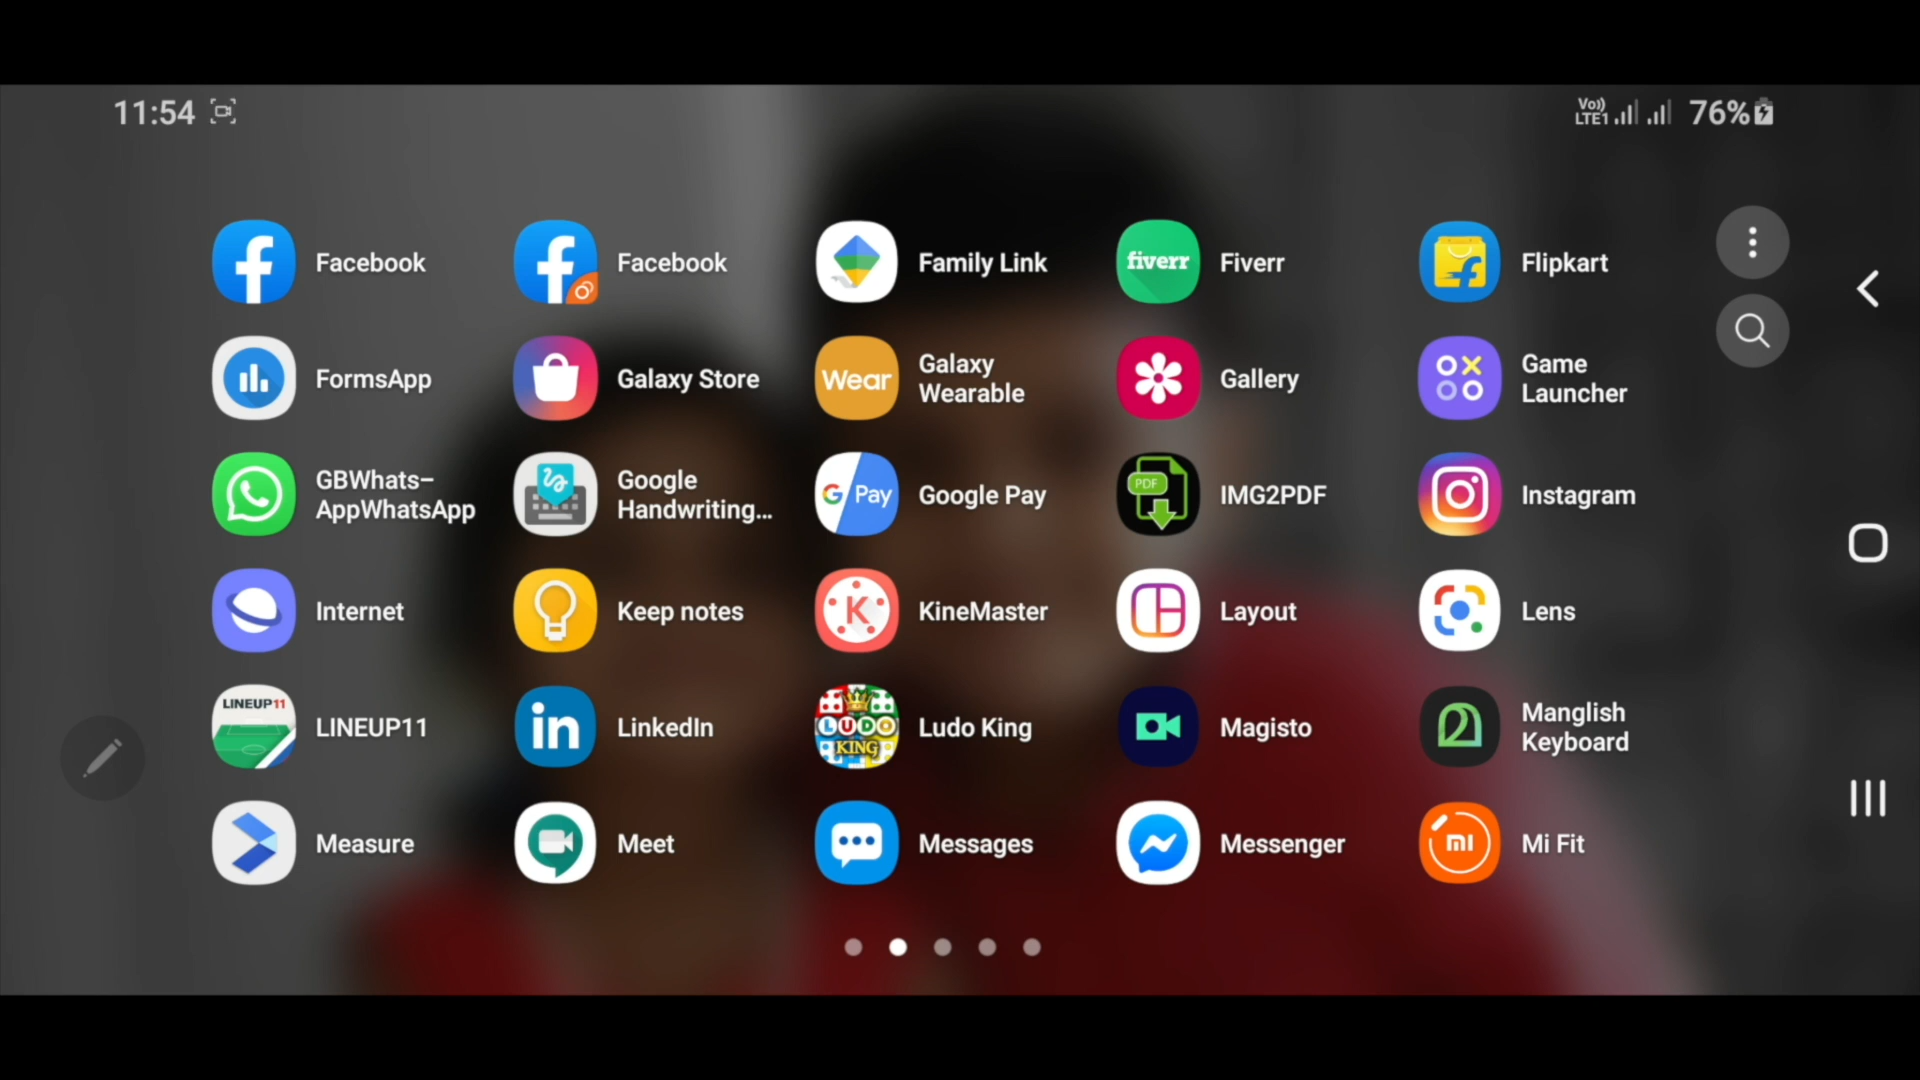 11:54
Vo)) LTE1 76%
Facebook
Facebook
Family Link
fiverr
Fiverr
Flipkart
FormsApp
Galaxy Store
Wear
Galaxy
Wearable
Gallery
Game
Launcher
GBWhats-
AppWhatsApp
Google
Handwriting...
G Pay
Google Pay
PDF
IMG2PDF
Instagram
Internet
Keep notes
K
KineMaster
Layout
Lens
LINEUP11
LINEUP11
in
LinkedIn
LUDO
KING
Ludo King
Magisto
Manglish
Keyboard
Measure
Meet
Messages
Messenger
mi
Mi Fit